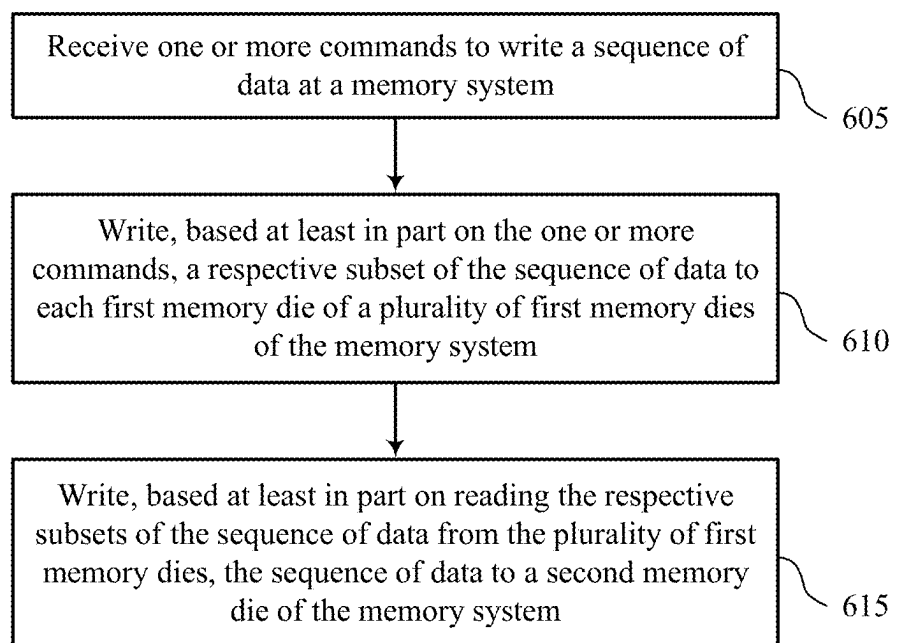 Receive one or more commands to write a sequence of
data at a memory system
605
Write, based at least in part on the one or more
commands, a respective subset of the sequence of data to
each first memory die of a plurality of first memory dies
of the memory system
610
Write, based at least in part on reading the respective
subsets of the sequence of data from the plurality of first
memory dies, the sequence of data to a second memory
die of the memory system
615